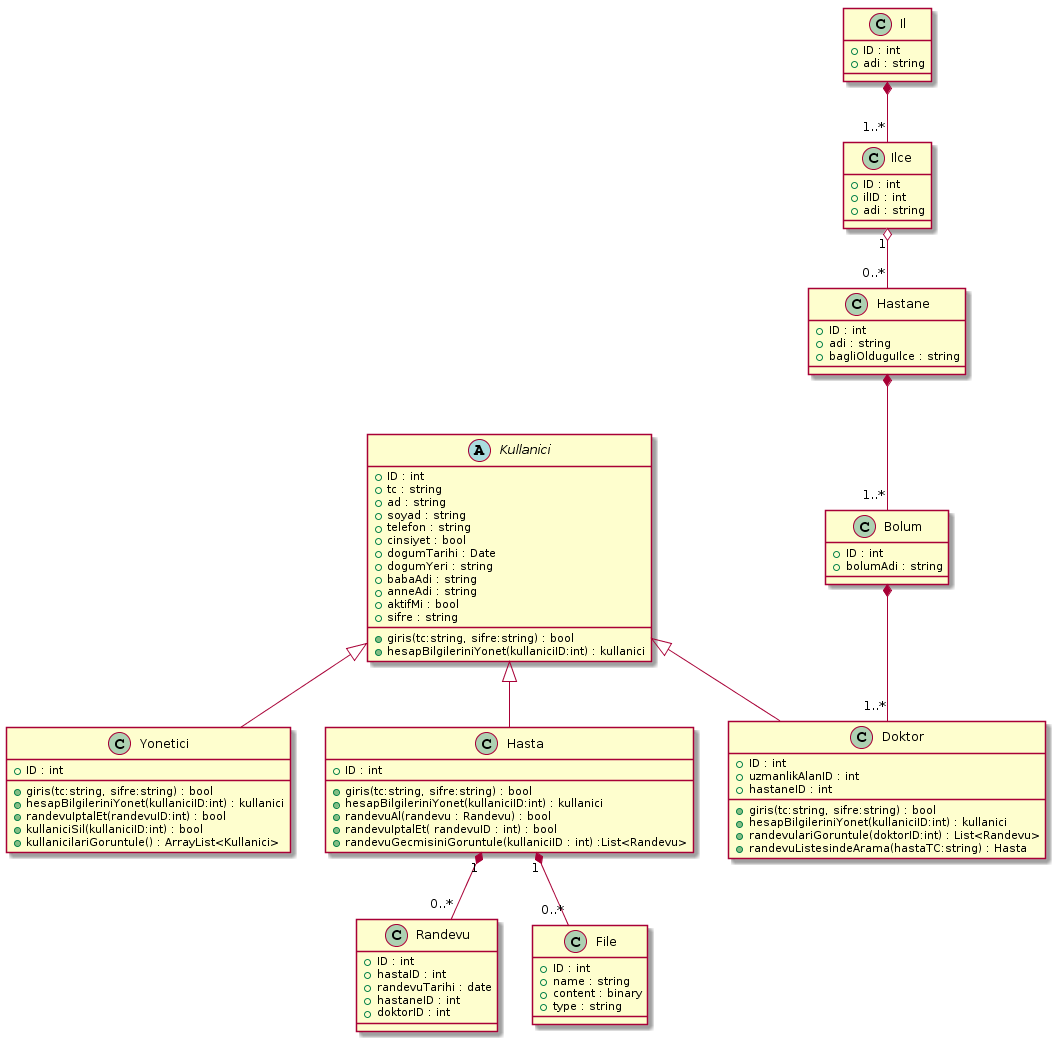 C Il
ID : int
adi : string
1..*
C Ilce
ID : int
ilID : int
adi : string
1
0..*
C Hastane
ID : int
adi : string
bagliOlduguIlce : string
1..*
A Kullanici
ID : int
tc : string
ad : string
soyad : string
telefon : string
cinsiyet : bool
dogumTarihi : Date
dogumYeri : string
babaAdi : string
anneAdi : string
aktifMi : bool
sifre : string
giris(tc:string, sifre:string) : bool
hesapBilgileriniYonet(kullaniciID:int) : kullanici
C Bolum
ID : int
bolumAdi : string
1..*
C Yonetici
ID : int
giris(tc:string, sifre:string) : bool
hesapBilgileriniYonet(kullaniciID:int) : kullanici
randevuIptalEt(randevuID:int) : bool
kullaniciSil(kullaniciID:int) : bool
kullanicilariGoruntule() : ArrayList<Kullanici>
C Hasta
ID : int
giris(tc:string, sifre:string) : bool
hesapBilgileriniYonet(kullaniciID:int) : kullanici
randevuAl(randevu : Randevu) : bool
randevuIptalEt( randevuID : int) : bool
randevuGecmisiniGoruntule(kullaniciID : int) :List<Randevu>
C Doktor
ID : int
uzmanlikAlanID : int
hastaneID : int
giris(tc:string, sifre:string) : bool
hesapBilgileriniYonet(kullaniciID:int) : kullanici
randevulariGoruntule(doktorID:int) : List<Randevu>
randevuListesindeArama(hastaTC:string) : Hasta
1
1
0..*
0..*
C Randevu
ID : int
hastaID : int
randevuTarihi : date
hastaneID : int
doktorID : int
C File
ID : int
name : string
content : binary
type : string